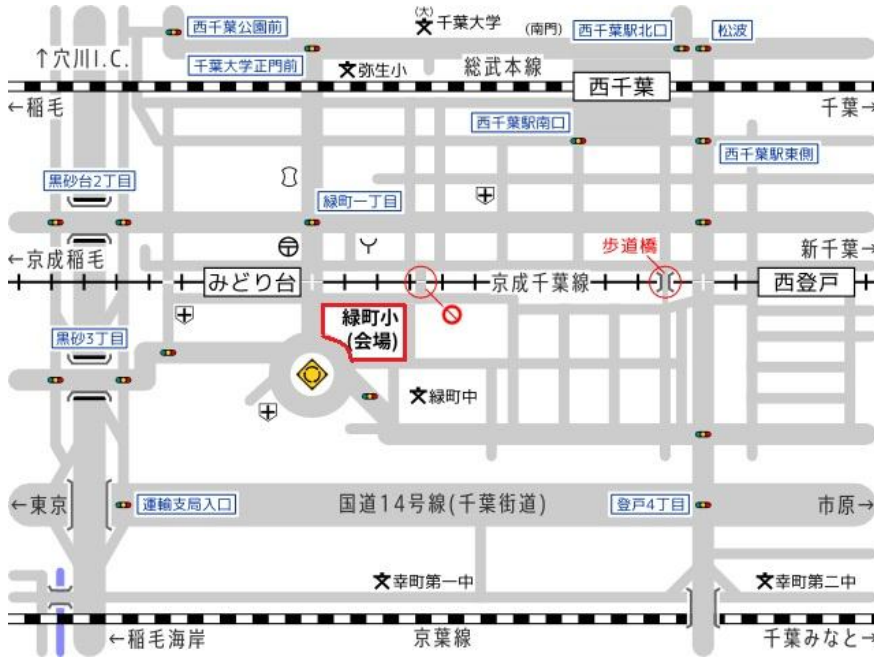 (大)
千葉大学
(南門)
西千葉公園前
西千葉駅北口
松波
↑穴川I.C.
千葉大学正門前
弥生小
総武本線
西千葉
←稲毛
千葉→
西千葉駅南口
西千葉駅東側
黒砂台2丁目
緑町一丁目
歩道橋
新千葉→
←京成稲毛
みどり台
京成千葉線
西登戸
緑町小
(会場)
黒砂3丁目
緑町中
←東京
運輸支局入口
国道14号線(千葉街道)
登戸4丁目
市原→
幸町第一中
幸町第二中
←稲毛海岸
京葉線
千葉みなと→